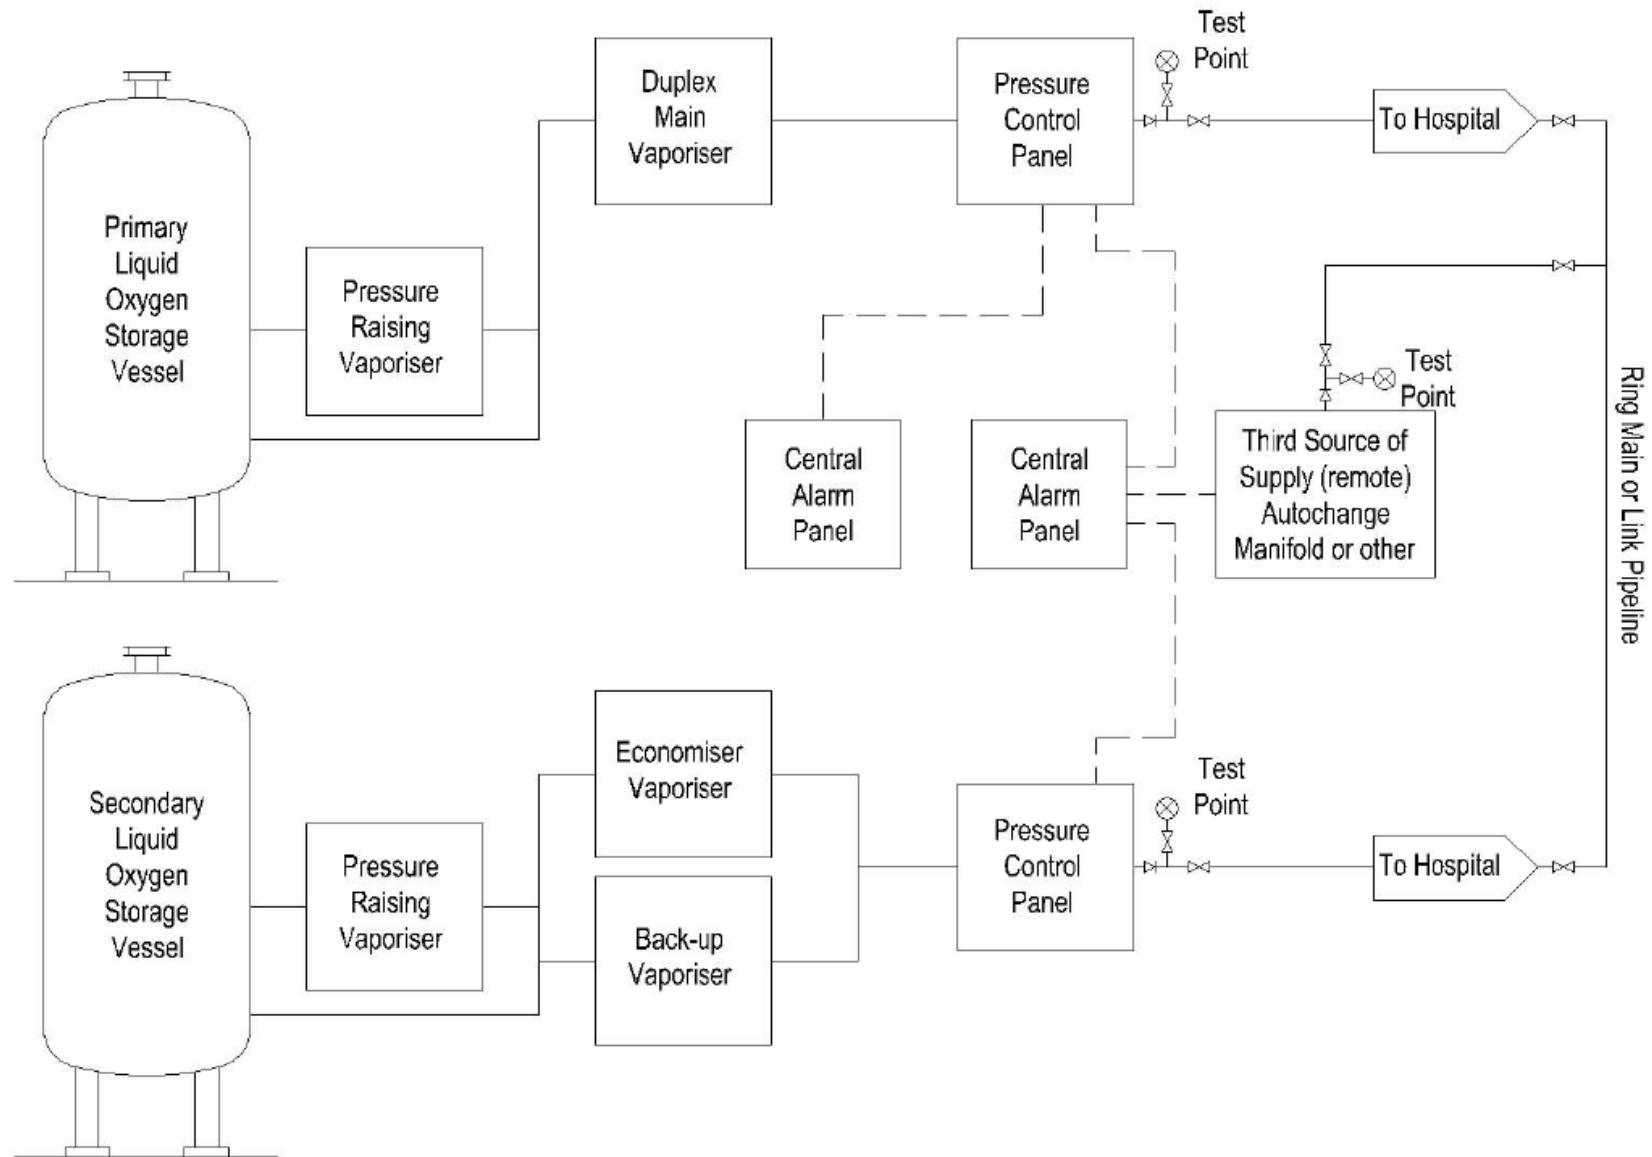 Test
Point
Duplex
Main
Vaporiser
Pressure
Control
Panel
To Hospital
Primary
Liquid
Oxygen
Storage
Vessel
Pressure
Raising
Vaporiser
Test
Point
Central
Alarm
Panel
Central
Alarm
Panel
Third Source of
Supply (remote)
Autochange
Manifold or other
Ring Main or Link Pipeline
Secondary
Liquid
Oxygen
Storage
Vessel
Pressure
Raising
Vaporiser
Economiser
Vaporiser
Back-up
Vaporiser
Pressure
Control
Panel
Test
Point
To Hospital